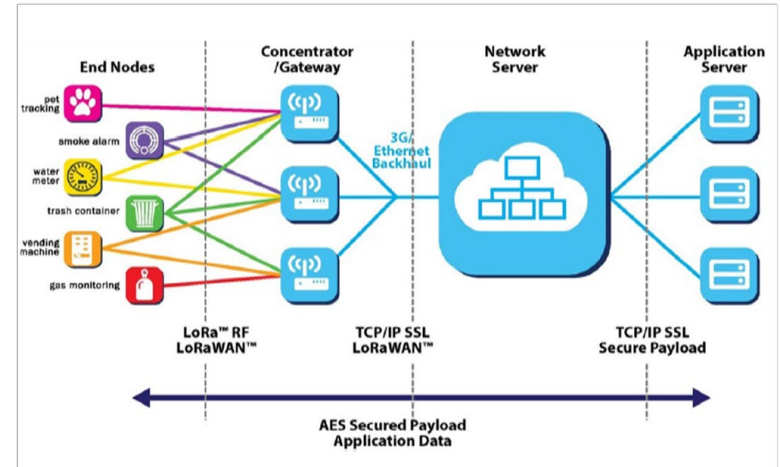 End Nodes
Concentrator
/Gateway
Network
Server
Application
Server
pet
tracking
smoke alarm
water
meter
trash container
vending
machine
gas monitoring
3G/
Ethernet
Backhaul
LoRa™ RF
LoRaWAN™
TCP/IP SSL
LoRaWAN™
TCP/IP SSL
Secure Payload
AES Secured Payload
Application Data